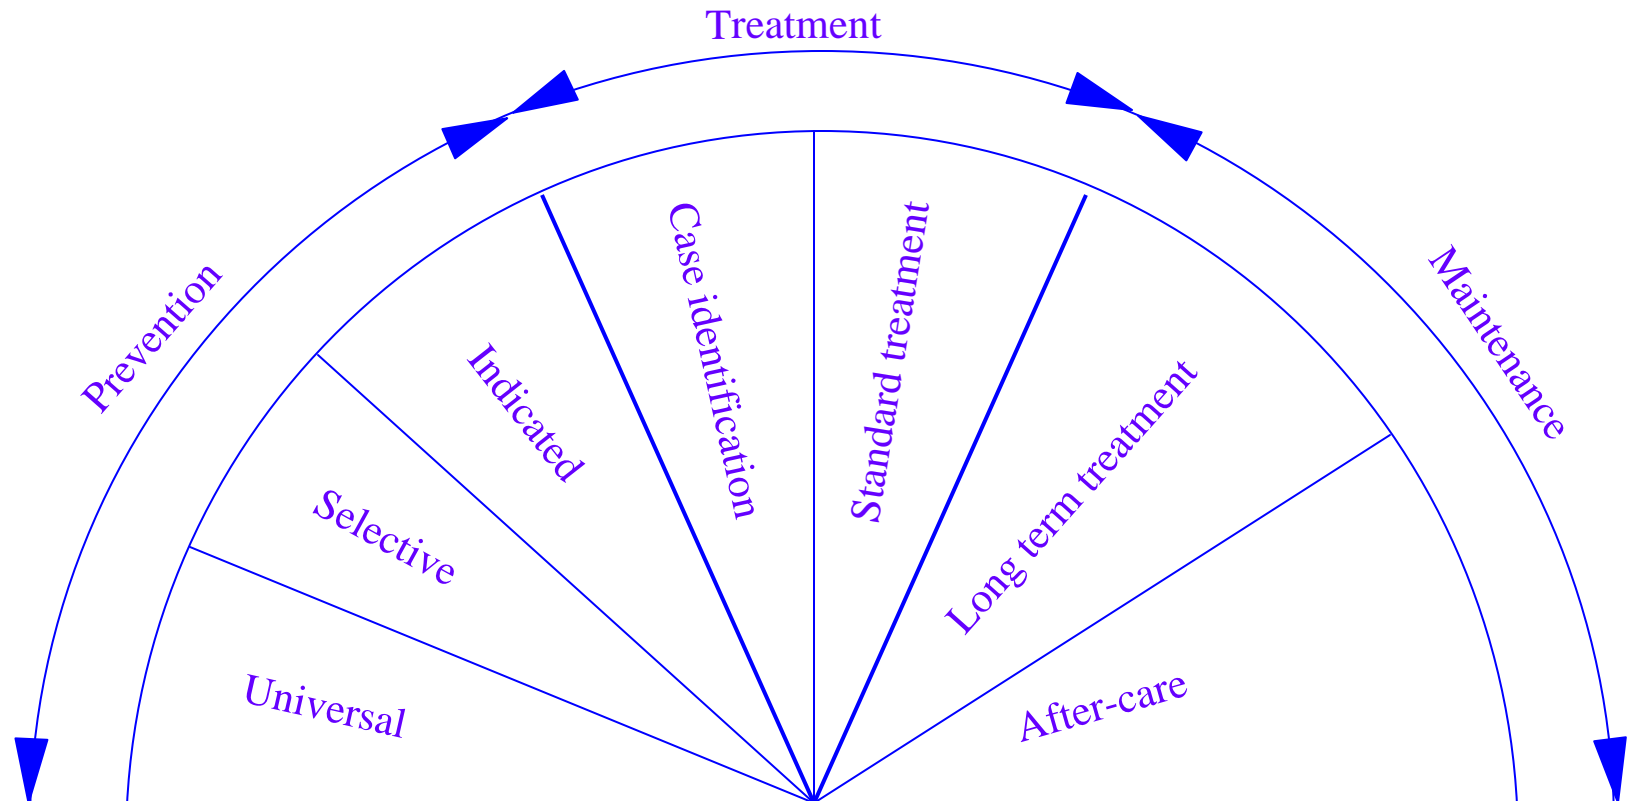 Treatment
Prevention
Maintenance
Universal
Selective
Indicated
Case identification
Standard treatment
Long term treatment
After-care